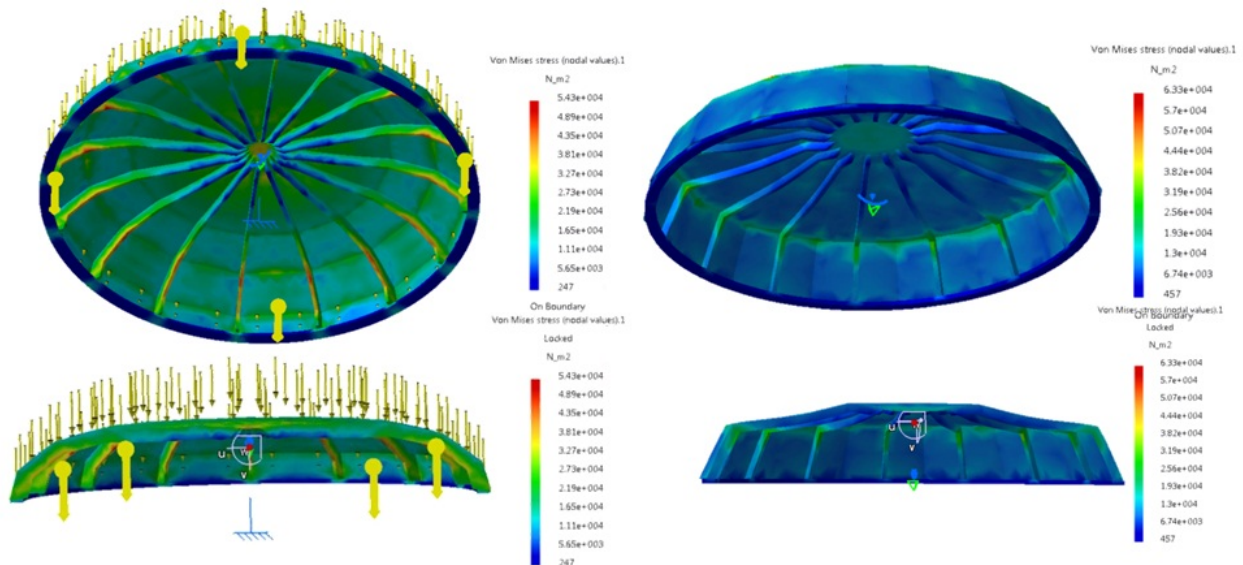 Von Mises stress (nodal values).1
N_m2
5.43e+004
4.89e+004
4.35e+004
3.81e+004
3.27e+004
2.73e+004
2.19e+004
1.65e+004
1.11e+004
5.65e+003
247
On Boundary
Von Mises stress (nodal values).1
N_m2
6.33e+004
5.7e+004
5.07e+004
4.44e+004
3.82e+004
3.19e+004
2.56e+004
1.93e+004
1.3e+004
6.74e+003
457
On Boundary
Von Mises stress (nodal values).1
Locked
N_m2
5.43e+004
4.89e+004
4.35e+004
3.81e+004
3.27e+004
2.73e+004
2.19e+004
1.65e+004
1.11e+004
5.65e+003
247
u
w
v
Von Mises stress (nodal values).1
Locked
N_m2
6.33e+004
5.7e+004
5.07e+004
4.44e+004
3.82e+004
3.19e+004
2.56e+004
1.93e+004
1.3e+004
6.74e+003
457
u
v